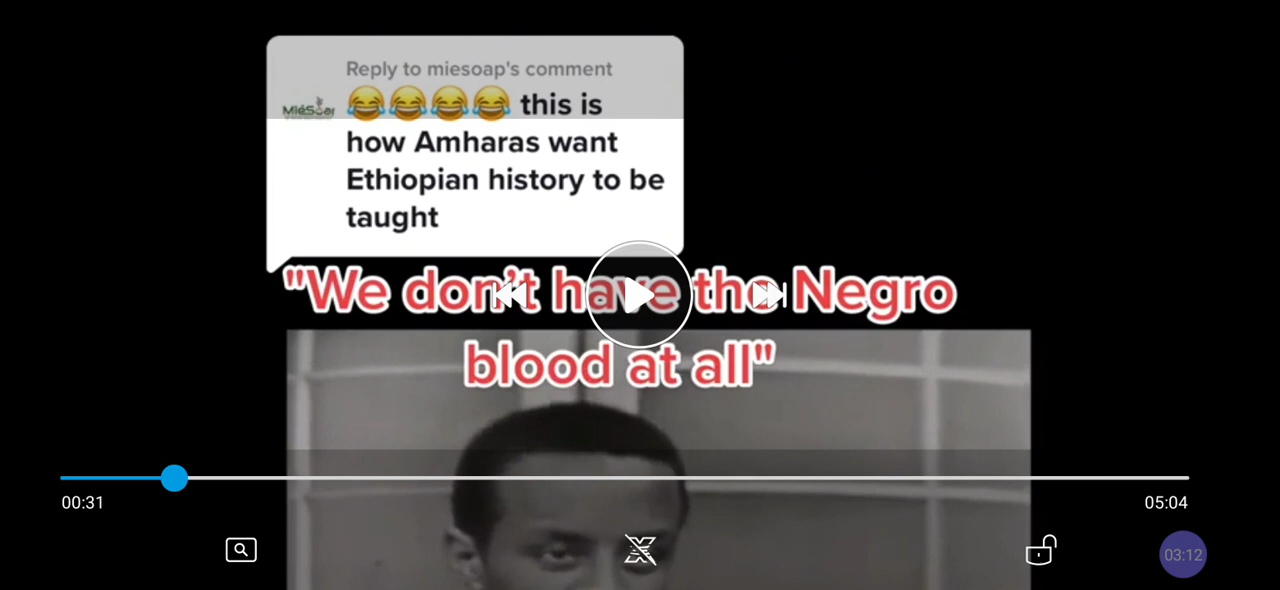 Reply to miesoap's comment
MiéSoap
😂😂😂😂 this is
how Amharas want
Ethiopian history to be
taught
"We don't have the Negro
blood at all"
00:31
05:04
03:12